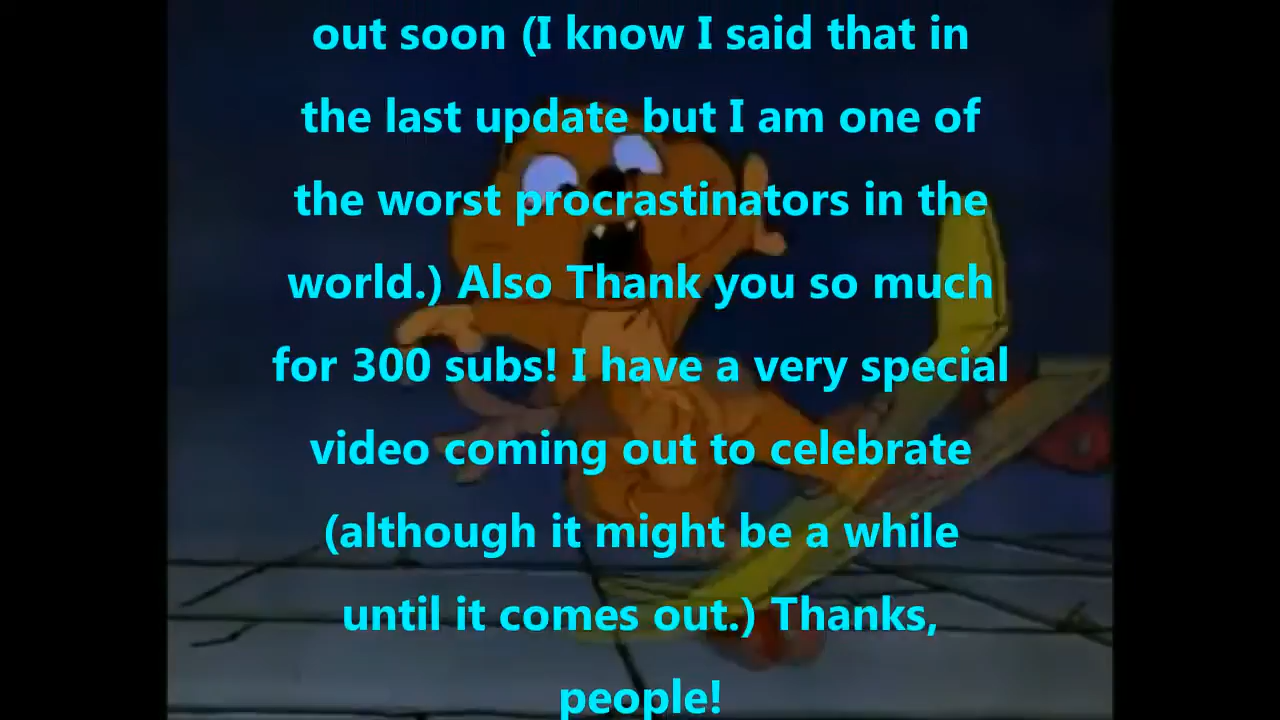 out soon (I know I said that in
the last update but I am one of
the worst procrastinators in the
world.) Also Thank you so much
for 300 subs! I have a very special
video coming out to celebrate
(although it might be a while
until it comes out.) Thanks,
people!